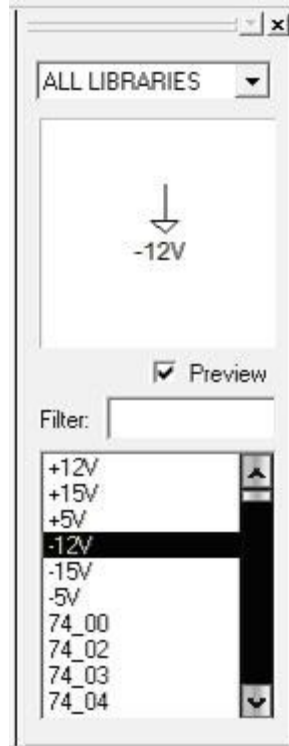 ALL LIBRARIES
-12V
Preview
Filter:
+12V
+15V
+5V
-12V
-15V
-5V
74_00
74_02
74_03
74_04